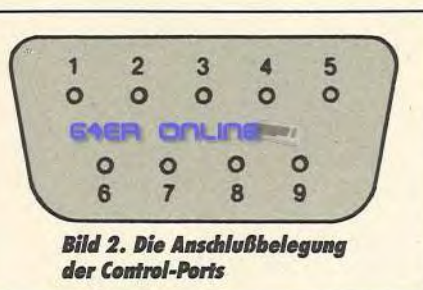 1 2 3 4 5
64ER ONLINE
6 7 8 9
Bild 2. Die Anschlußbelegung
der Control-Ports